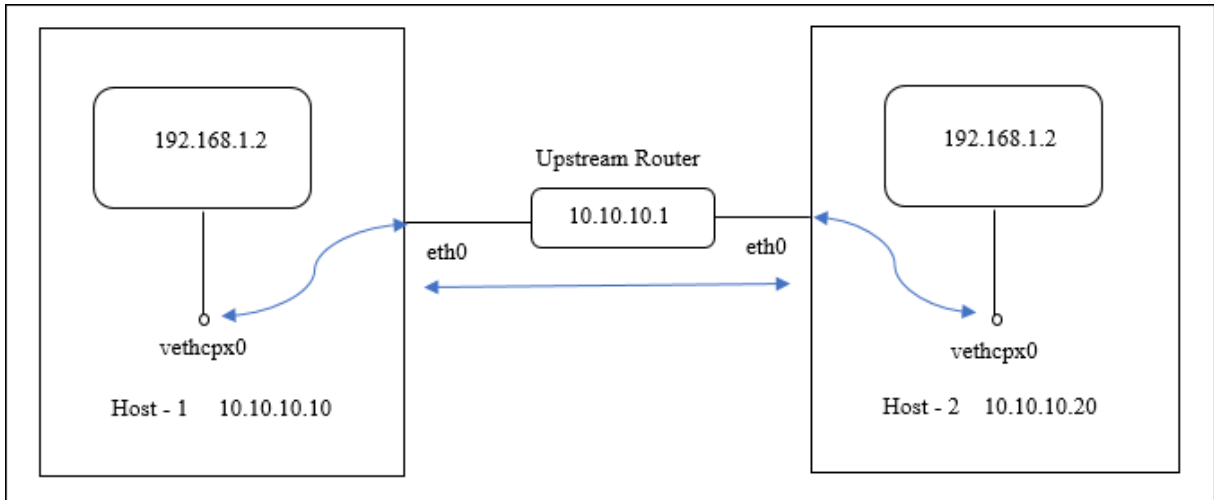 192.168.1.2
vethcpx0
Host - 1 10.10.10.10
Upstream Router
10.10.10.1
eth0
eth0
192.168.1.2
vethcpx0
Host - 2 10.10.10.20